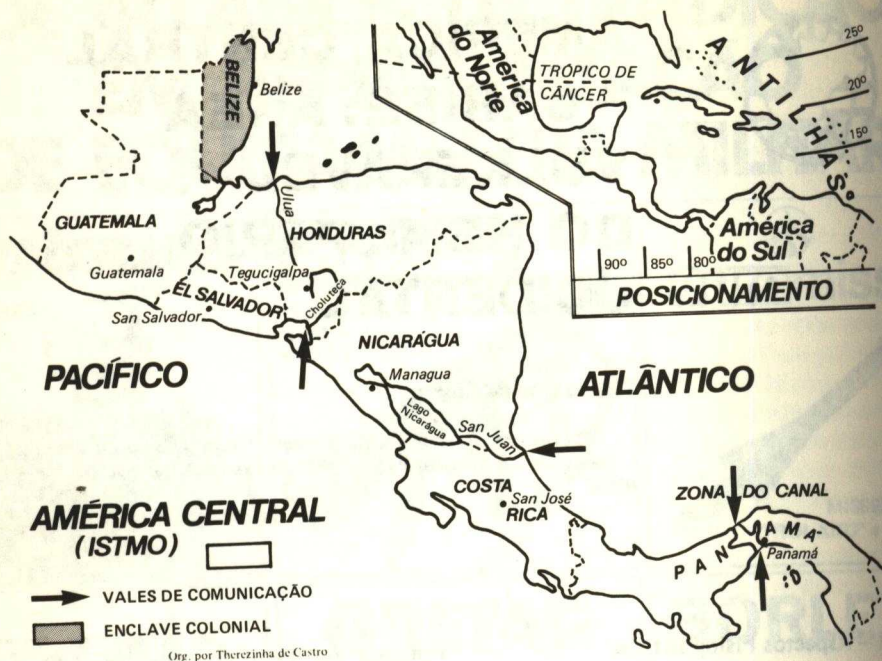 América
do Norte
TRÓPICO DE
CÂNCER
ANTILHAS
25º
20º
15º
América
do Sul
90º 85º 80º
POSICIONAMENTO
BELIZE
Belize
Ulua
GUATEMALA
HONDURAS
Guatemala
Tegucigalpa
Choluteca
EL SALVADOR
San Salvador
NICARÁGUA
PACÍFICO
Managua
ATLÂNTICO
Lago
Nicarágua
San Juan
COSTA
RICA
San José
ZONA DO CANAL
PANAMA
Panamá
AMÉRICA CENTRAL
(ISTMO)
VALES DE COMUNICAÇÃO
ENCLAVE COLONIAL
Org. por Therezinha de Castro